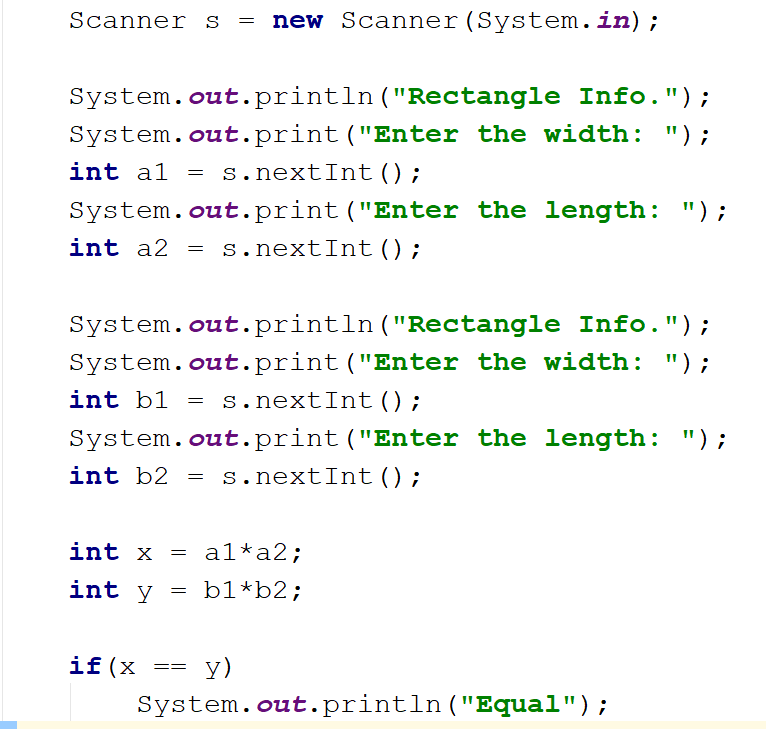 Scanner s = new Scanner(System.in);
System.out.println("Rectangle Info.");
System.out.print("Enter the width: ");
int a1 = s.nextInt();
System.out.print("Enter the length: ");
int a2 = s.nextInt();
System.out.println("Rectangle Info.");
System.out.print("Enter the width: ");
int b1 = s.nextInt();
System.out.print("Enter the length: ");
int b2 = s.nextInt();
int x = a1*a2;
int y = b1*b2;
if(x == y)
System.out.println("Equal");